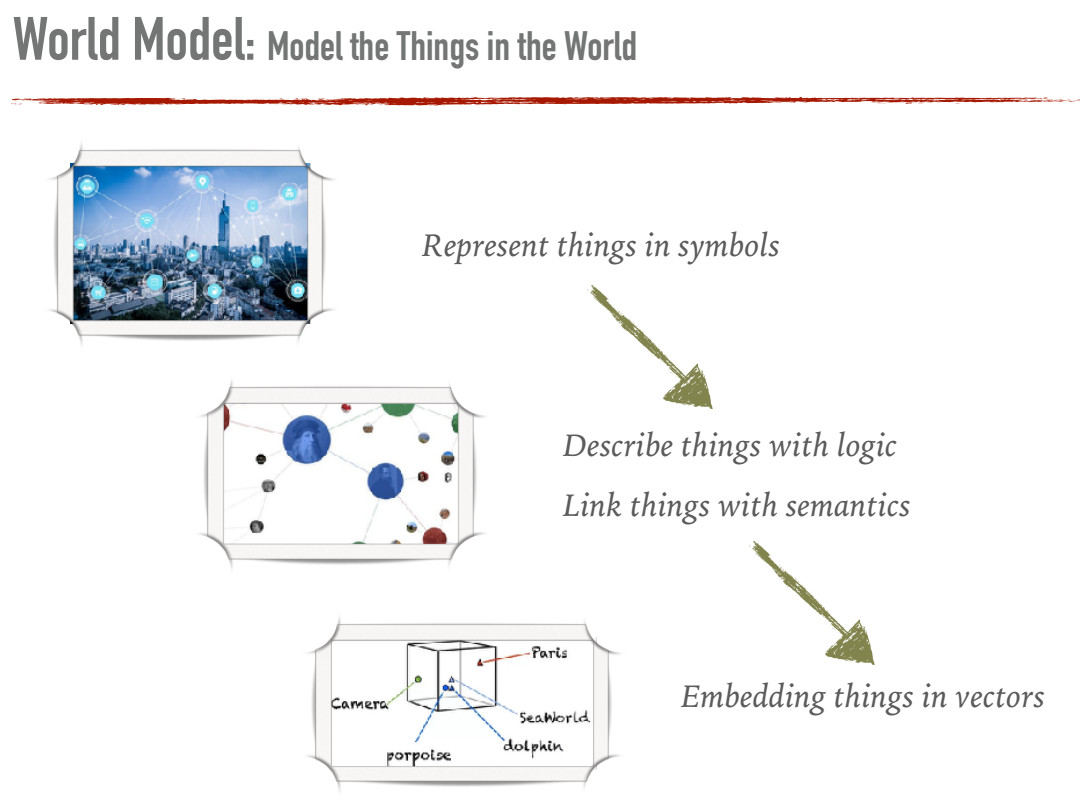 World Model: Model the Things in the World
Represent things in symbols
Describe things with logic
Link things with semantics
Paris
Camera
SeaWorld
dolphin
porpoise
Embedding things in vectors